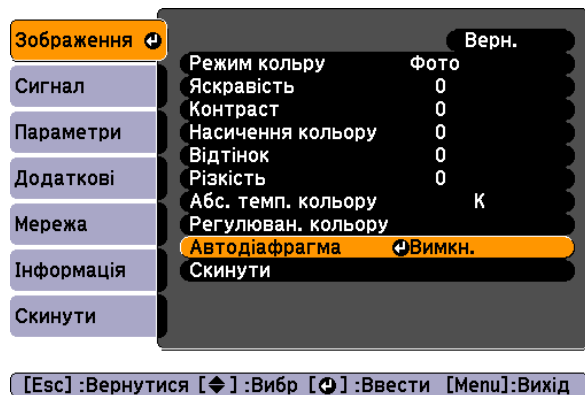 Зображення
Сигнал
Параметри
Додаткові
Мережа
Інформація
Скинути
Верн.
Режим кольру Фото
Яскравість 0
Контраст 0
Насичення кольору 0
Відтінок 0
Різкість 0
Абс. темп. кольору К
Регулюван. кольору
Автодіафрагма Вимкн.
Скинути
[Esc] :Вернутися [◆] :Вибр [⏎] :Ввести [Menu]:Вихід